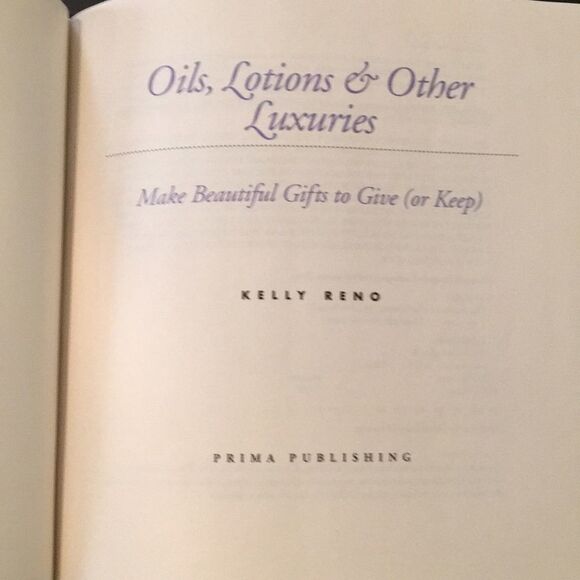 Oils, Lotions & Other
Luxuries
Make Beautiful Gifts to Give (or Keep)
KELLY RENO
PRIMA PUBLISHING